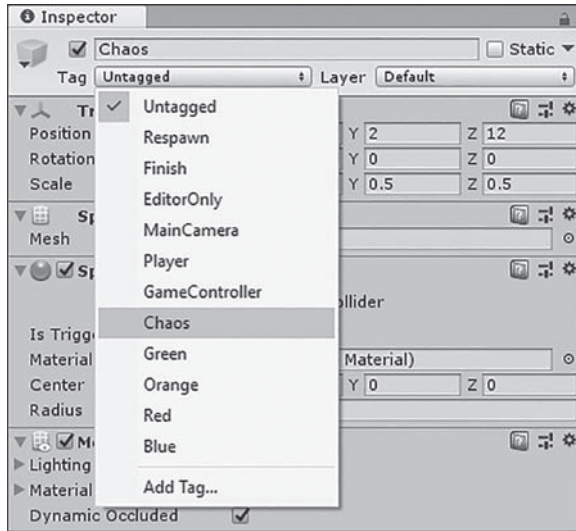 Inspector
Chaos Static
Tag Untagged Layer Default
Untagged
Respawn
Finish
EditorOnly
MainCamera
Player
GameController
Chaos
Green
Orange
Red
Blue
Add Tag...
Position Y 2 Z 12
Rotation Y 0 Z 0
Scale Y 0.5 Z 0.5
Mesh
Is Trigg
Material Material)
Center Y 0 Z 0
Radius
Lighting
Material
Dynamic Occluded